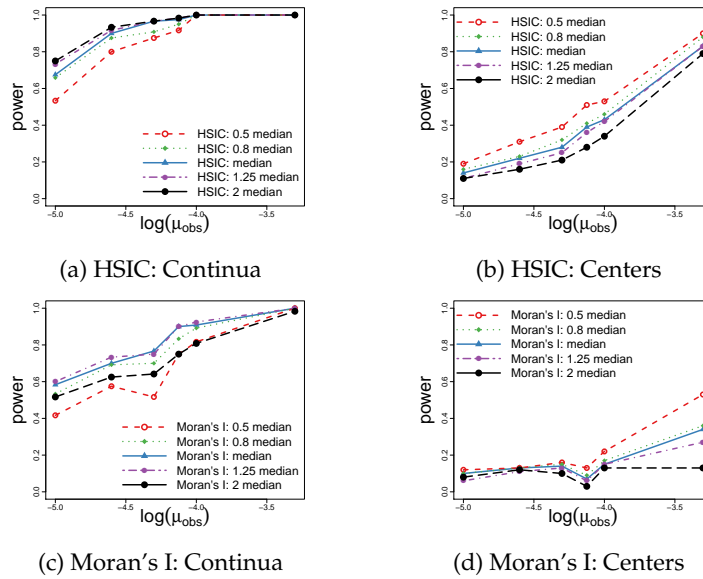 1.0
0.8
0.6
0.4
0.2
0.0
power
HSIC: 0.5 median
HSIC: 0.8 median
HSIC: median
HSIC: 1.25 median
HSIC: 2 median
−5.0 −4.5 −4.0 −3.5
log(μobs)
(a) HSIC: Continua
1.0
0.8
0.6
0.4
0.2
0.0
power
HSIC: 0.5 median
HSIC: 0.8 median
HSIC: median
HSIC: 1.25 median
HSIC: 2 median
−5.0 −4.5 −4.0 −3.5
log(μobs)
(b) HSIC: Centers
1.0
0.8
0.6
0.4
0.2
0.0
power
Moran's I: 0.5 median
Moran's I: 0.8 median
Moran's I: median
Moran's I: 1.25 median
Moran's I: 2 median
−5.0 −4.5 −4.0 −3.5
log(μobs)
(c) Moran's I: Continua
1.0
0.8
0.6
0.4
0.2
0.0
power
Moran's I: 0.5 median
Moran's I: 0.8 median
Moran's I: median
Moran's I: 1.25 median
Moran's I: 2 median
−5.0 −4.5 −4.0 −3.5
log(μobs)
(d) Moran's I: Centers